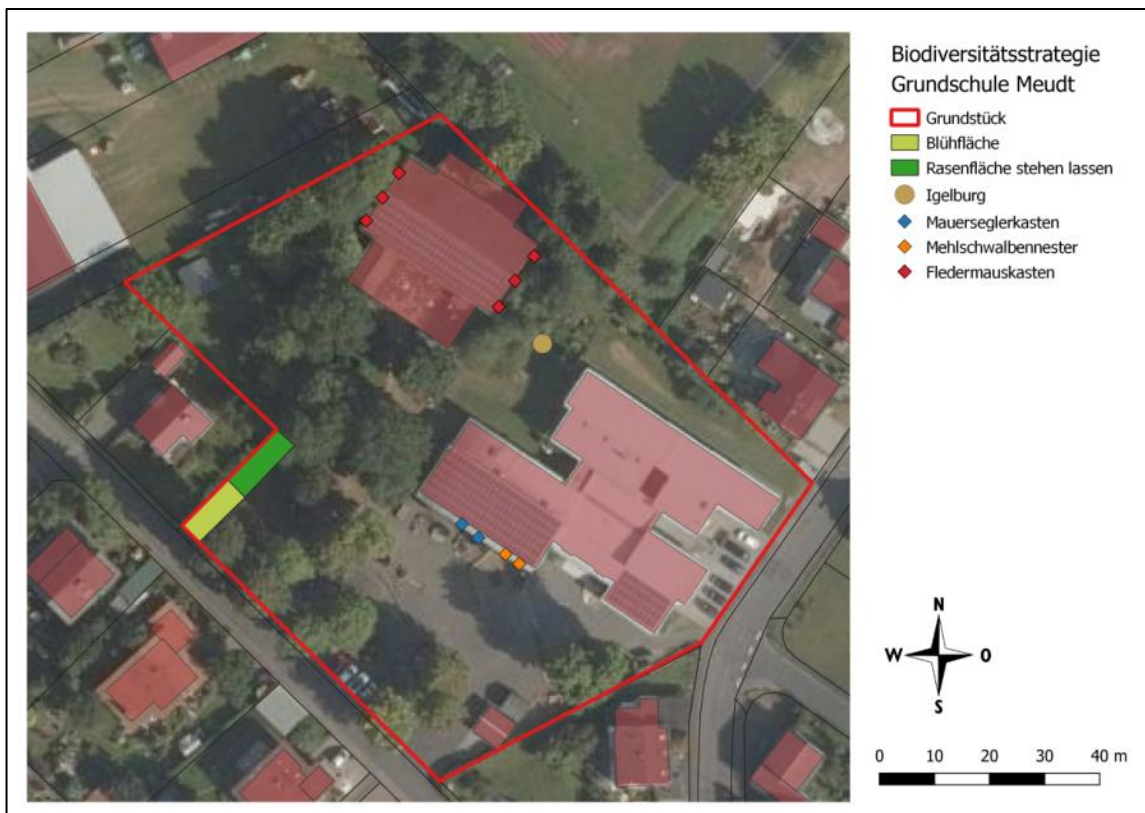 Biodiversitätsstrategie
Grundschule Meudt
Grundstück
Blühfläche
Rasenfläche stehen lassen
Igelburg
Mauerseglerkasten
Mehlschwalbennester
Fledermauskasten
N
W O
S
0 10 20 30 40 m